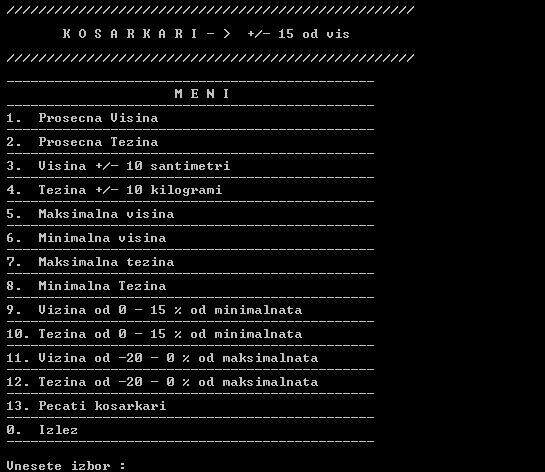 ///////////////////////////////////////////////////
K O S A R K A R I - >  +/- 15 od vis
///////////////////////////////////////////////////
----------------------------------------------
M E N I
----------------------------------------------
1.  Prosecna Visina
----------------------------------------------
2.  Prosecna Tezina
----------------------------------------------
3.  Visina +/- 10 santimetri
----------------------------------------------
4.  Tezina +/- 10 kilogrami
----------------------------------------------
5.  Maksimalna visina
----------------------------------------------
6.  Minimalna visina
----------------------------------------------
7.  Maksimalna tezina
----------------------------------------------
8.  Minimalna Tezina
----------------------------------------------
9.  Vizina od 0 - 15 % od minimalnata
----------------------------------------------
10. Tezina od 0 - 15 % od minimalnata
----------------------------------------------
11. Vizina od -20 - 0 % od maksimalnata
----------------------------------------------
12. Tezina od -20 - 0 % od maksimalnata
----------------------------------------------
13. Pecati kosarkari
----------------------------------------------
0.  Izlez
----------------------------------------------
Vnesete izbor :